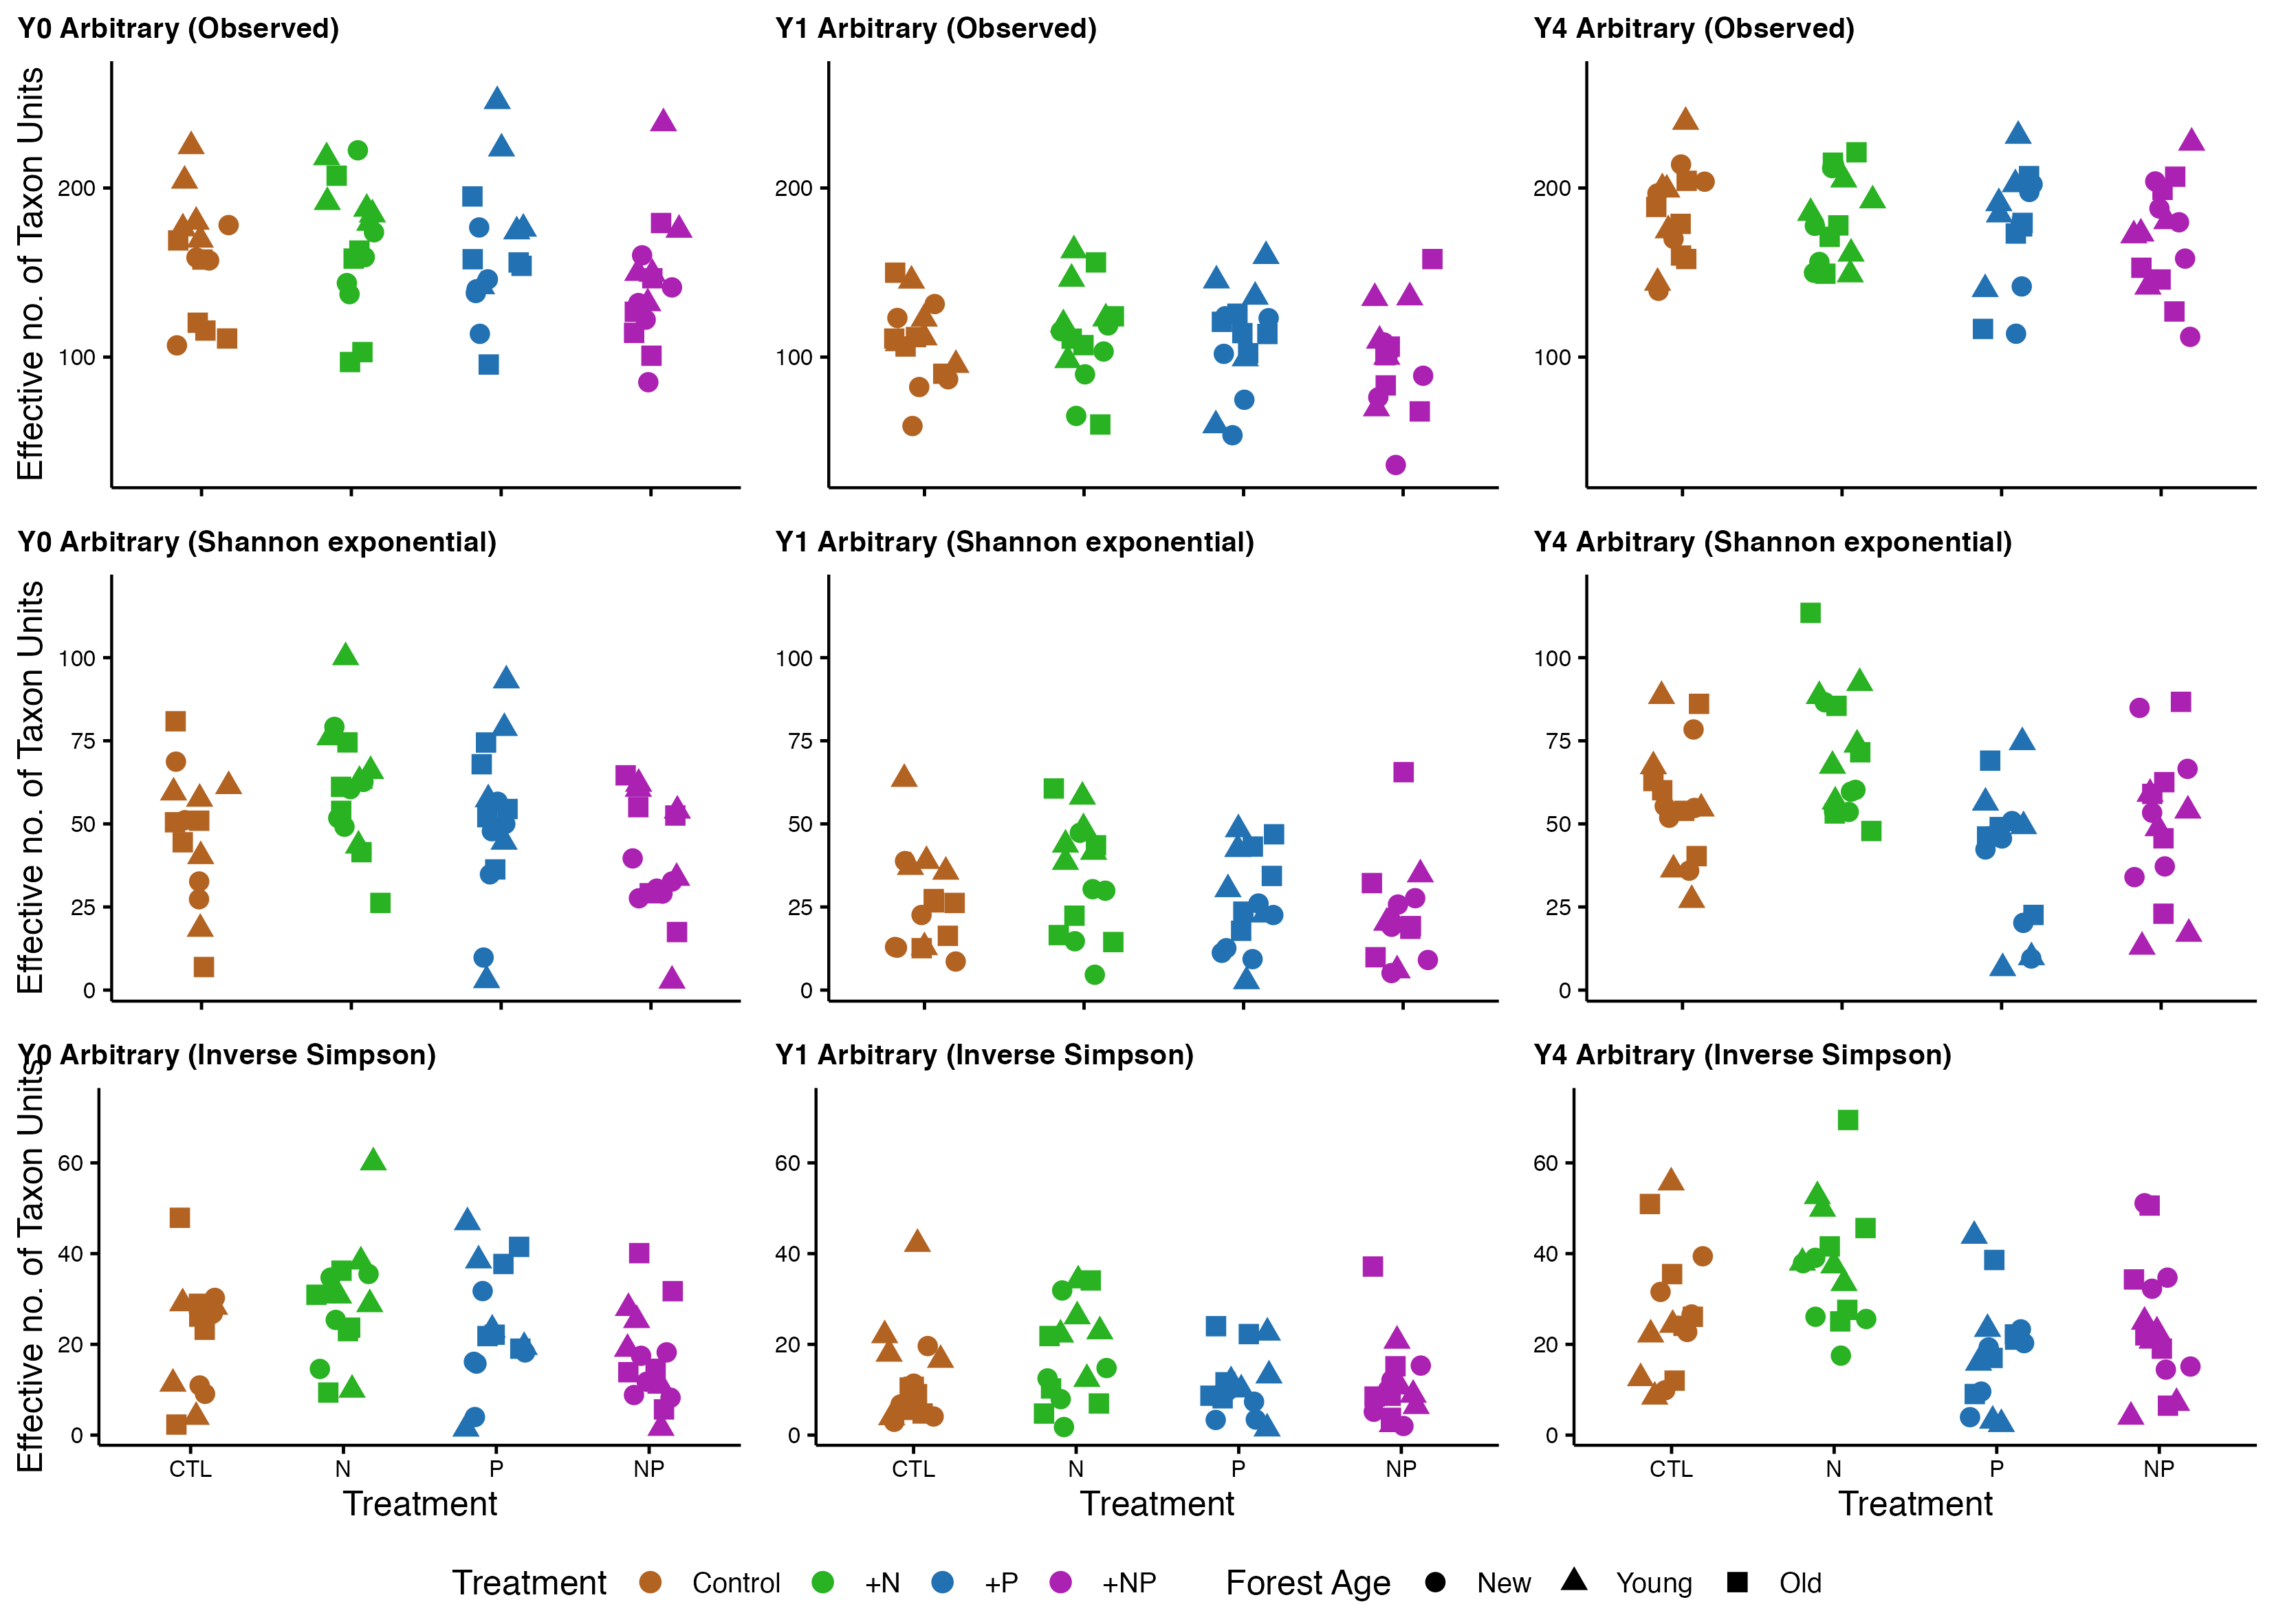 Y0 Arbitrary (Observed) Y1 Arbitrary (Observed) Y4 Arbitrary (Observed)
Effective no. of Taxon Units
200 200 200
100 100 100
Y0 Arbitrary (Shannon exponential) Y1 Arbitrary (Shannon exponential) Y4 Arbitrary (Shannon exponential)
Effective no. of Taxon Units
100 100 100
75 75 75
50 50 50
25 25 25
0 0 0
Y0 Arbitrary (Inverse Simpson) Y1 Arbitrary (Inverse Simpson) Y4 Arbitrary (Inverse Simpson)
Effective no. of Taxon Units
60 60 60
40 40 40
20 20 20
0 0 0
CTL N P NP CTL N P NP CTL N P NP
Treatment Treatment Treatment
Treatment Control +N +P +NP Forest Age New Young Old